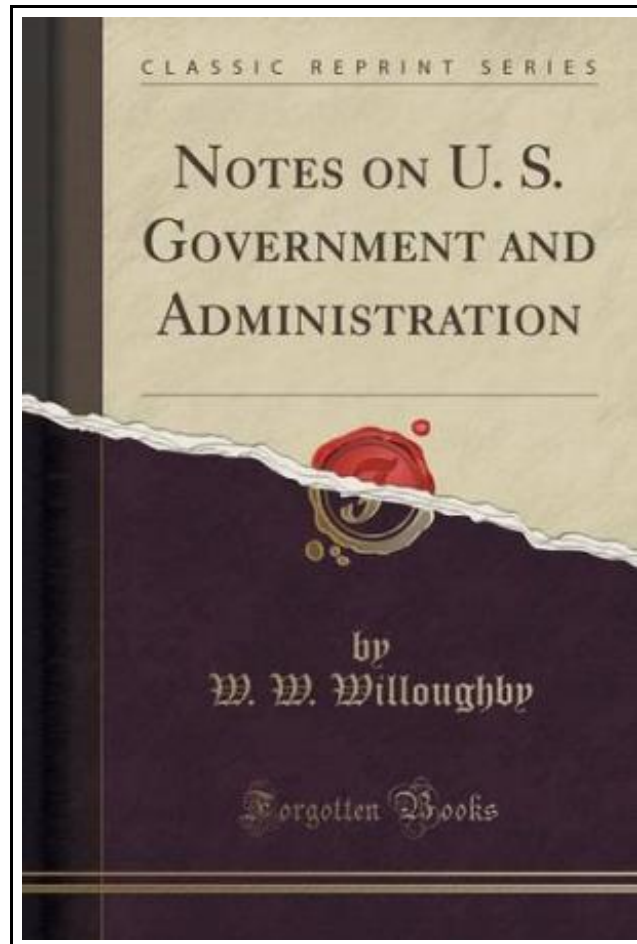 CLASSIC REPRINT SERIES
NOTES ON U. S.
GOVERNMENT AND
ADMINISTRATION
by
W. W. Willoughby
Forgotten Books